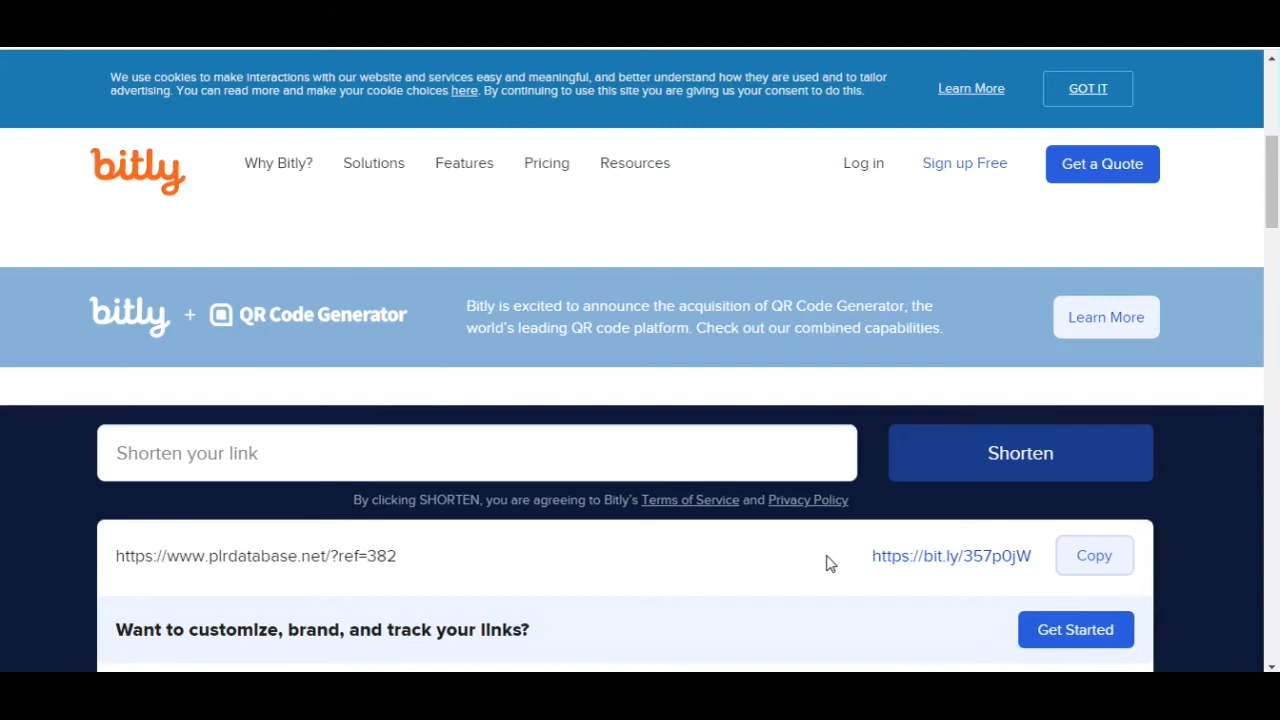 We use cookies to make interactions with our website and services easy and meaningful, and better understand how they are used and to tailor
advertising. You can read more and make your cookie choices here. By continuing to use this site you are giving us your consent to do this.
Learn More
GOT IT
bitly
Why Bitly?
Solutions
Features
Pricing
Resources
Log in
Sign up Free
Get a Quote
bitly + QR Code Generator
Bitly is excited to announce the acquisition of QR Code Generator, the
world's leading QR code platform. Check out our combined capabilities.
Learn More
Shorten your link
Shorten
By clicking SHORTEN, you are agreeing to Bitly's Terms of Service and Privacy Policy
https://www.plrdatabase.net/?ref=382
https://bit.ly/357p0jW
Copy
Want to customize, brand, and track your links?
Get Started